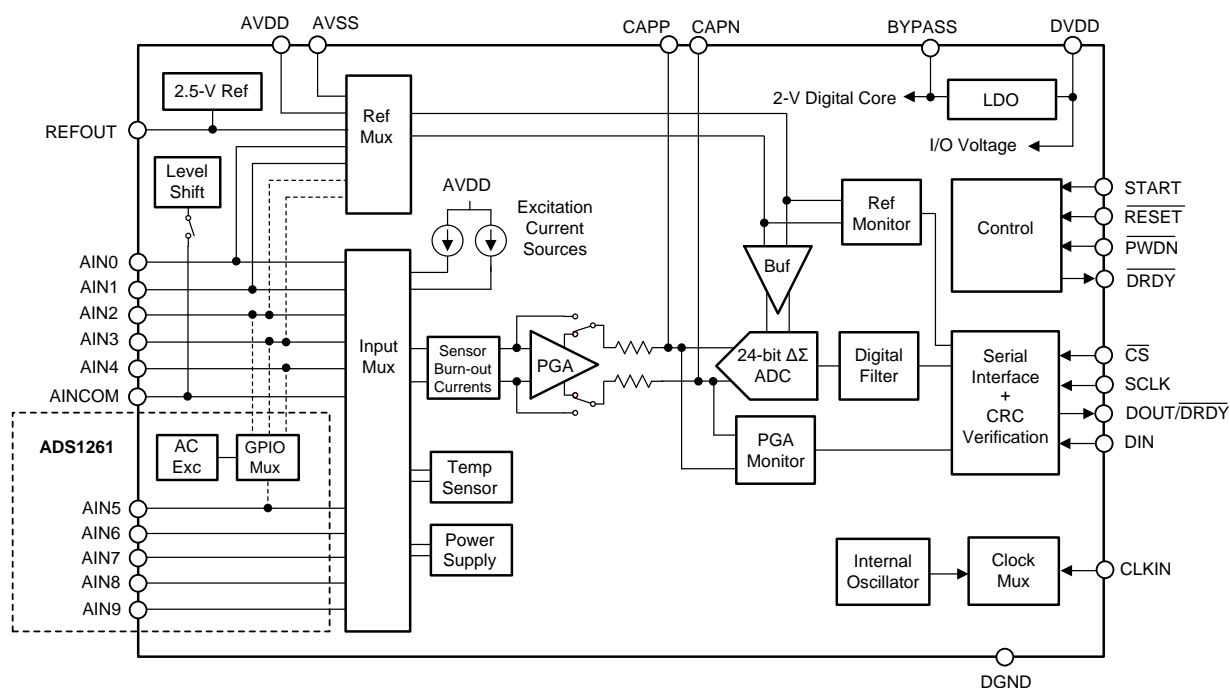 AVDD
AVSS
CAPP
CAPN
BYPASS
DVDD
2.5-V Ref
REFOUT
Ref
Mux
2-V Digital Core
LDO
I/O Voltage
Level
Shift
AVDD
Excitation
Current
Sources
Ref
Monitor
Control
START
RESET
PWDN
DRDY
Buf
AIN0
AIN1
AIN2
AIN3
AIN4
AINCOM
Input
Mux
Sensor
Burn-out
Currents
PGA
24-bit ΔΣ
ADC
Digital
Filter
Serial
Interface
+
CRC
Verification
CS
SCLK
DOUT/DRDY
DIN
PGA
Monitor
ADS1261
AC
Exc
GPIO
Mux
Temp
Sensor
Power
Supply
AIN5
AIN6
AIN7
AIN8
AIN9
Internal
Oscillator
Clock
Mux
CLKIN
DGND